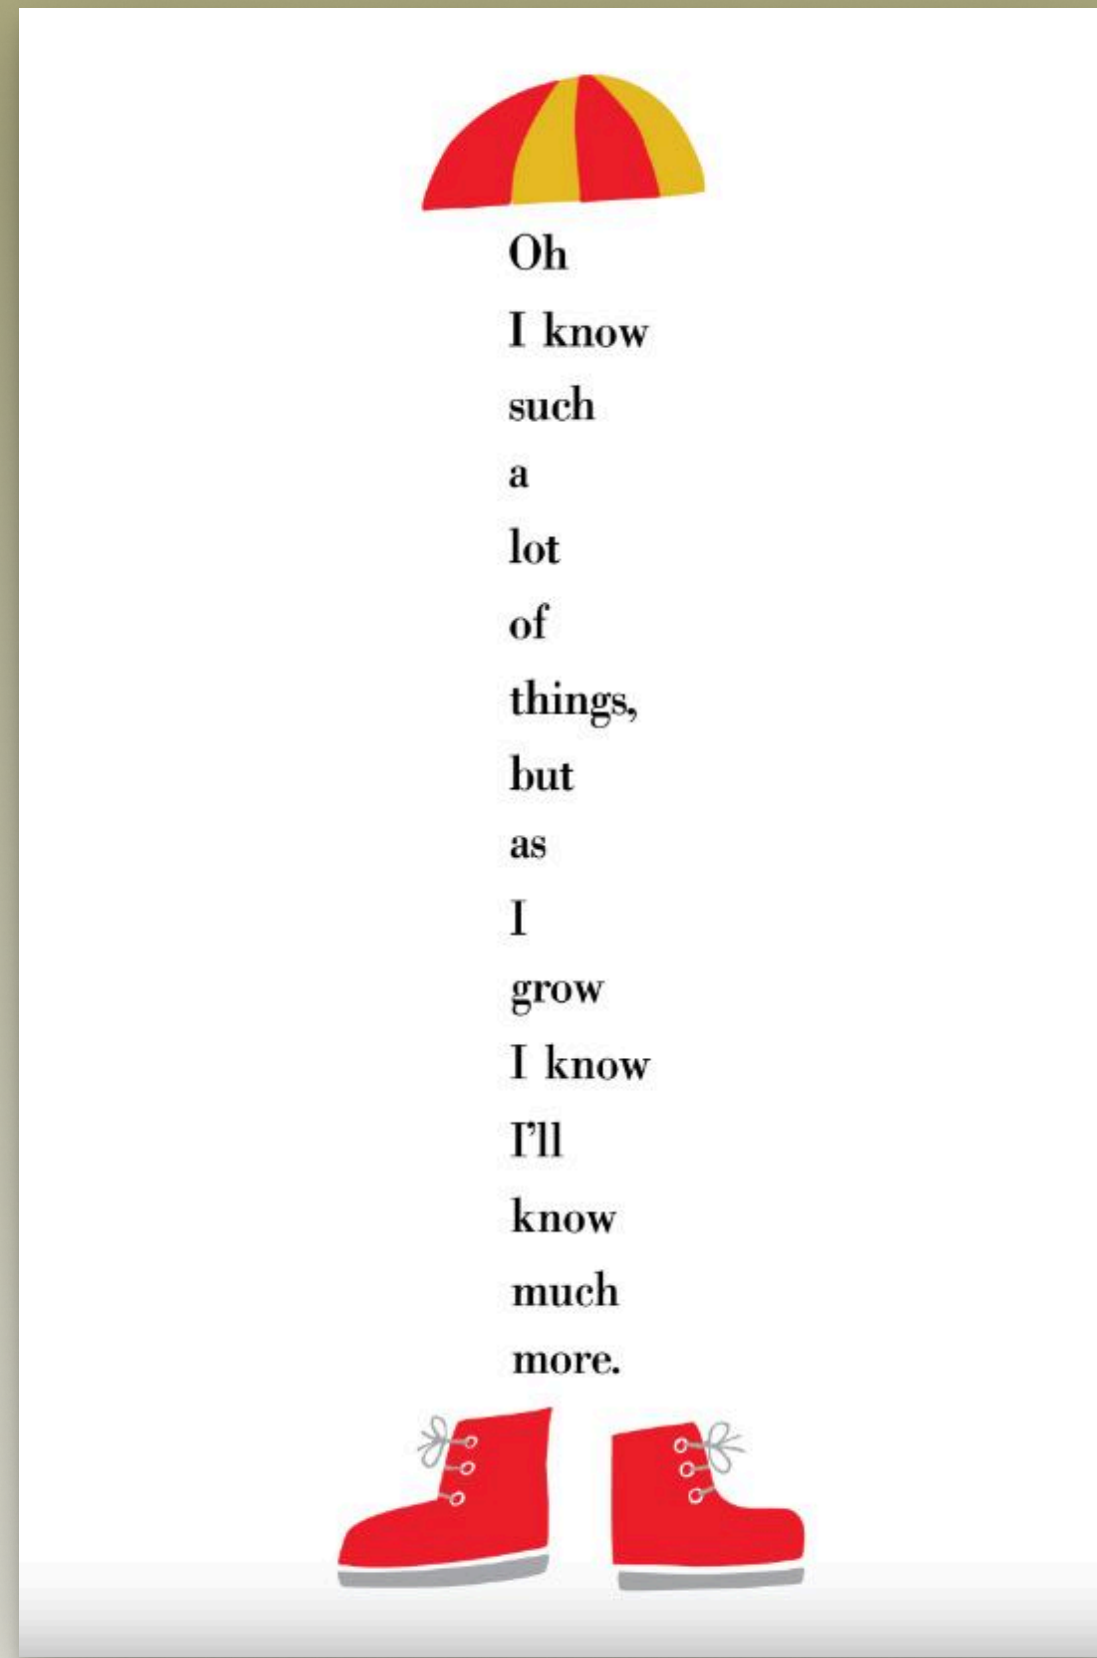 Oh
I know
such
a
lot
of
things,
but
as
I
grow
I know
I’ll
know
much
more.